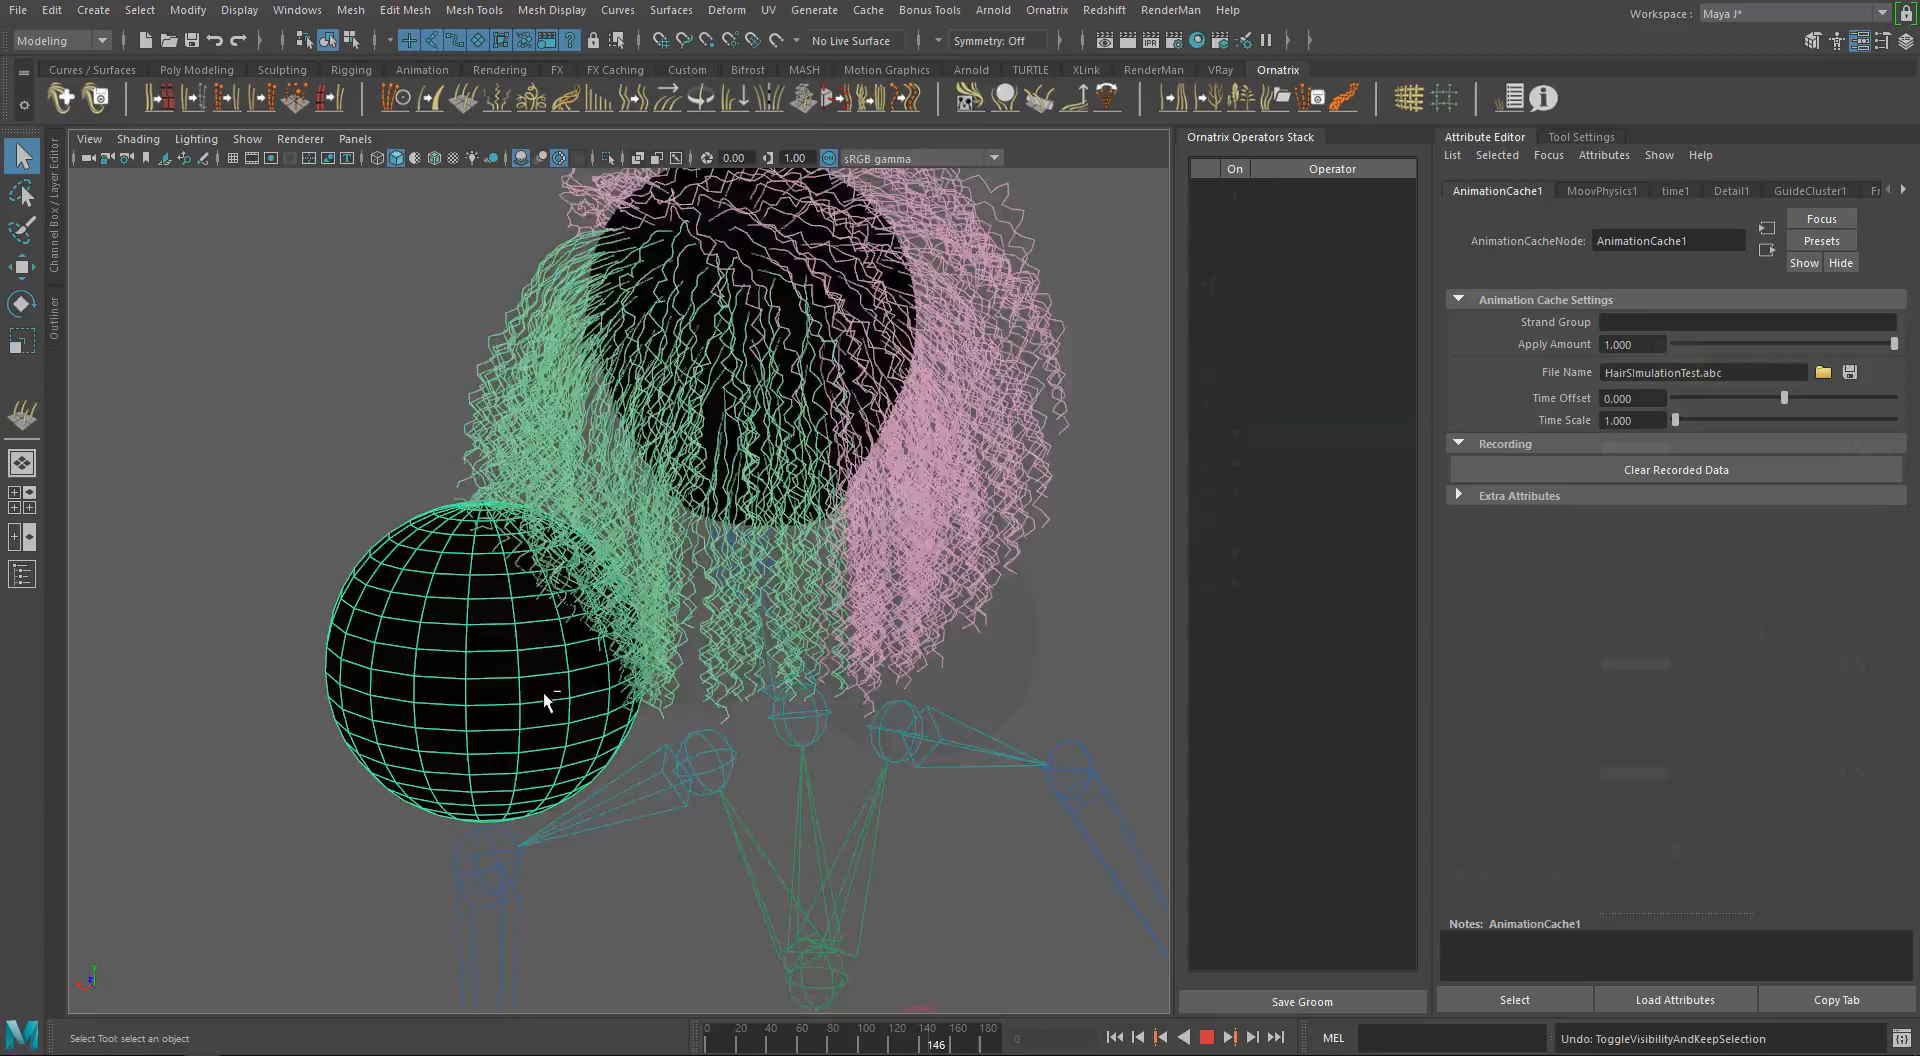 File Edit Create Select Modify Display Windows Mesh Edit Mesh Mesh Tools Mesh Display Curves Surfaces Deform UV Generate Cache Bonus Tools Arnold Ornatrix Redshift RenderMan Help
Workspace : Maya J*
Modeling
No Live Surface
Symmetry: Off
Curves / Surfaces Poly Modeling Sculpting Rigging Animation Rendering FX FX Caching Custom Bifrost MASH Motion Graphics Arnold TURTLE XLink RenderMan VRay Ornatrix
View Shading Lighting Show Renderer Panels
0.00 1.00 ON sRGB gamma
Channel Box / Layer Editor
Outliner
Ornatrix Operators Stack
On Operator
Save Groom
Attribute Editor Tool Settings
List Selected Focus Attributes Show Help
AnimationCache1 MoovPhysics1 time1 Detail1 GuideCluster1
Focus
AnimationCacheNode: AnimationCache1
Presets
Show Hide
Animation Cache Settings
Strand Group
Apply Amount 1.000
File Name HairSImulationTest.abc
Time Offset 0.000
Time Scale 1.000
Recording
Clear Recorded Data
Extra Attributes
Notes: AnimationCache1
Select Load Attributes Copy Tab
y
Select Tool: select an object
0 20 40 60 80 100 120 140 160 180
146
0
MEL
Undo: ToggleVisibilityAndKeepSelection